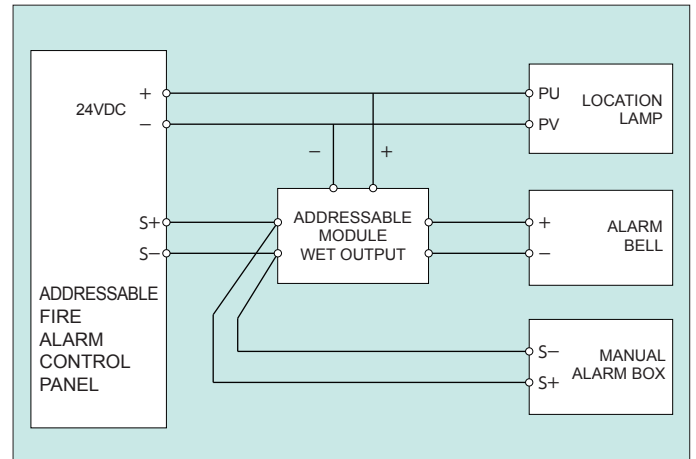 24VDC
+
−
S+
S−
ADDRESSABLE
FIRE
ALARM
CONTROL
PANEL
−
+
ADDRESSABLE
MODULE
WET OUTPUT
PU
PV
LOCATION
LAMP
+
−
ALARM
BELL
S−
S+
MANUAL
ALARM BOX